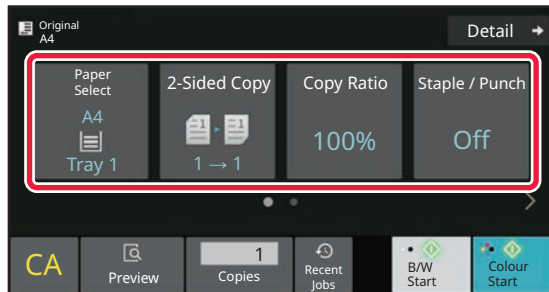 Original
A4
Detail
Paper
Select
A4
Tray 1
2-Sided Copy
1 → 1
Copy Ratio
100%
Staple / Punch
Off
CA
Preview
1
Copies
Recent
Jobs
B/W
Start
Colour
Start